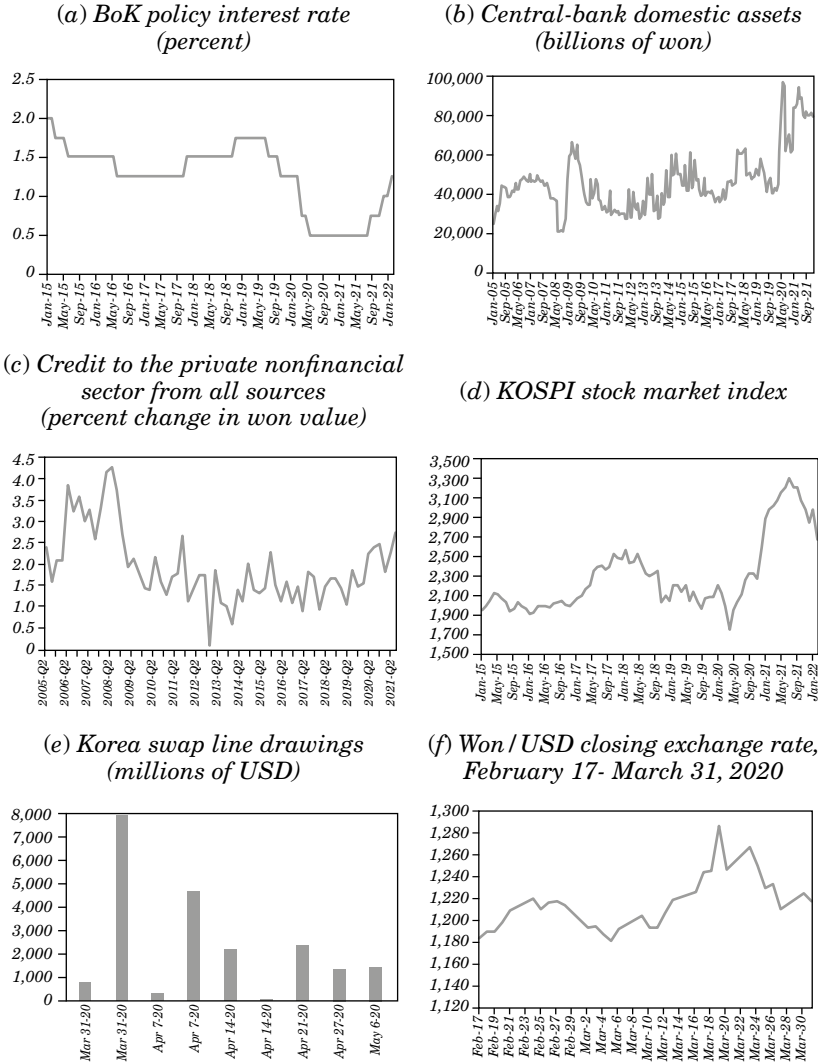 (a) BoK policy interest rate
(percent)
2.5
2.0
1.5
1.0
0.5
0
Jan-15
May-15
Sep-15
Jan-16
May-16
Sep-16
Jan-17
May-17
Sep-17
Jan-18
May-18
Sep-18
Jan-19
May-19
Sep-19
Jan-20
May-20
Sep-20
Jan-21
May-21
Sep-21
Jan-22
(b) Central-bank domestic assets
(billions of won)
100,000
80,000
60,000
40,000
20,000
0
Jan-05
Sep-05
May-06
Jan-07
Sep-07
May-08
Jan-09
Sep-09
May-10
Jan-11
Sep-11
May-12
Jan-13
Sep-13
May-14
Jan-15
Sep-15
May-16
Jan-17
Sep-17
May-18
Jan-19
Sep-19
May-20
Jan-21
Sep-21
(c) Credit to the private nonfinancial
sector from all sources
(percent change in won value)
4.5
4.0
3.5
3.0
2.5
2.0
1.5
1.0
0.5
0
2005-Q2
2006-Q2
2007-Q2
2008-Q2
2009-Q2
2010-Q2
2011-Q2
2012-Q2
2013-Q2
2014-Q2
2015-Q2
2016-Q2
2017-Q2
2018-Q2
2019-Q2
2020-Q2
2021-Q2
(d) KOSPI stock market index
3,500
3,300
3,100
2,900
2,700
2,500
2,300
2,100
1,900
1,700
1,500
Jan-15
May-15
Sep-15
Jan-16
May-16
Sep-16
Jan-17
May-17
Sep-17
Jan-18
May-18
Sep-18
Jan-19
May-19
Sep-19
Jan-20
May-20
Sep-20
Jan-21
May-21
Sep-21
Jan-22
(e) Korea swap line drawings
(millions of USD)
8,000
7,000
6,000
5,000
4,000
3,000
2,000
1,000
0
Mar 31-20
Mar 31-20
Apr 7-20
Apr 7-20
Apr 14-20
Apr 14-20
Apr 21-20
Apr 27-20
May 6-20
(f) Won/USD closing exchange rate,
February 17- March 31, 2020
1,300
1,280
1,260
1,240
1,220
1,200
1,180
1,160
1,140
1,120
Feb-17
Feb-19
Feb-21
Feb-23
Feb-25
Feb-27
Feb-29
Mar-2
Mar-4
Mar-6
Mar-8
Mar-10
Mar-12
Mar-14
Mar-16
Mar-18
Mar-20
Mar-22
Mar-24
Mar-26
Mar-28
Mar-30